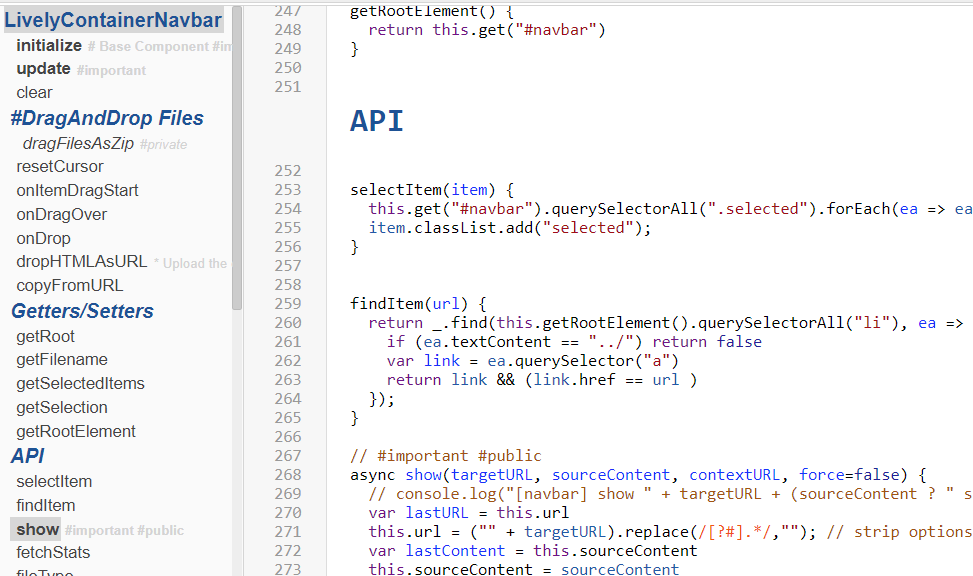 LivelyContainerNavbar
initialize # Base Component #im
update #important
clear
#DragAndDrop Files
dragFilesAsZip #private
resetCursor
onItemDragStart
onDragOver
onDrop
dropHTMLAsURL * Upload the
copyFromURL
Getters/Setters
getRoot
getFilename
getSelectedItems
getSelection
getRootElement
API
selectItem
findItem
show #important #public
fetchStats
fileType
247 getRootElement() {
248 return this.get("#navbar")
249 }
250
251
API
252
253 selectItem(item) {
254 this.get("#navbar").querySelectorAll(".selected").forEach(ea => ea
255 item.classList.add("selected");
256 }
257
258
259 findItem(url) {
260 return _.find(this.getRootElement().querySelectorAll("li"), ea =>
261 if (ea.textContent == "../") return false
262 var link = ea.querySelector("a")
263 return link && (link.href == url )
264 });
265 }
266
267 // #important #public
268 async show(targetURL, sourceContent, contextURL, force=false) {
269 // console.log("[navbar] show " + targetURL + (sourceContent ? " s
270 var lastURL = this.url
271 this.url = ("" + targetURL).replace(/[?#].*/,""); // strip options
272 var lastContent = this.sourceContent
273 this.sourceContent = sourceContent